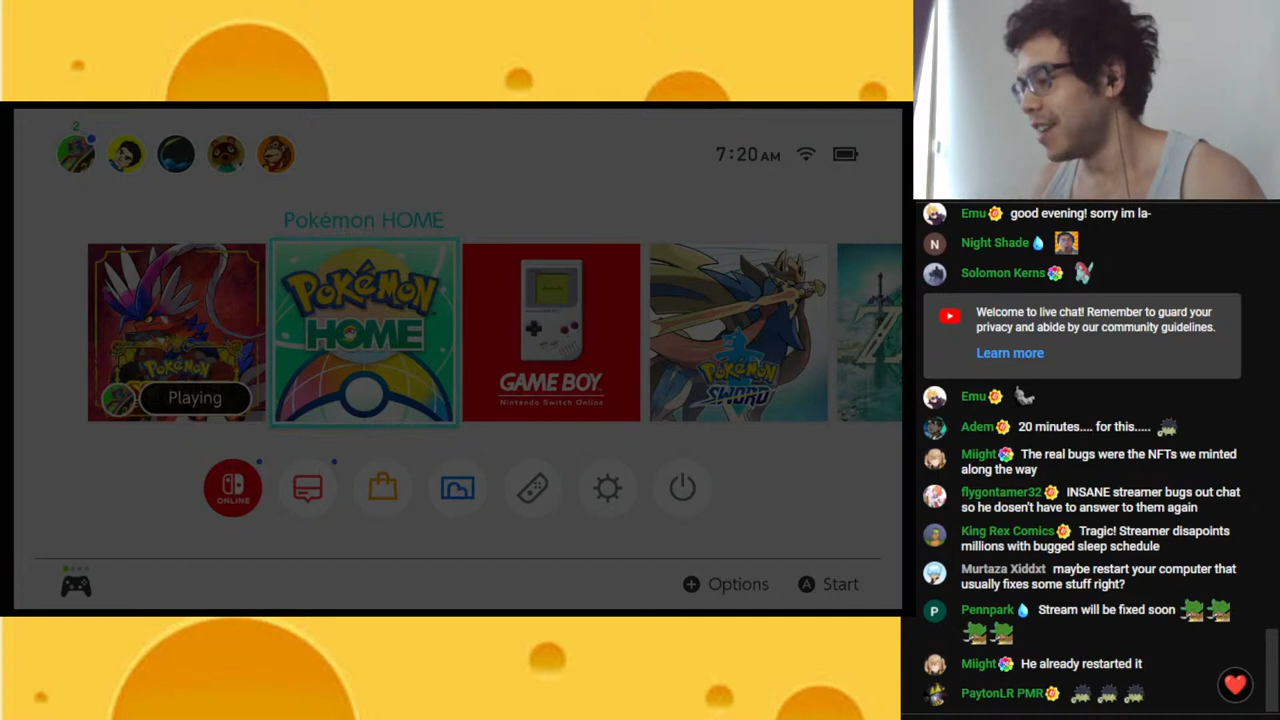 2
7:20 AM
Pokémon HOME
POKÉMON
Playing
Pokémon
HOME
GAME BOY
Nintendo Switch Online
Pokémon
SWORD
Z
ONLINE
Options
Start
Emu good evening! sorry im la-
N Night Shade
Solomon Kerns
Welcome to live chat! Remember to guard your
privacy and abide by our community guidelines.
Learn more
Emu
Adem 20 minutes.... for this.....
Miight The real bugs were the NFTs we minted
along the way
flygontamer32 INSANE streamer bugs out chat
so he dosen't have to answer to them again
King Rex Comics Tragic! Streamer disapoints
millions with bugged sleep schedule
Murtaza Xiddxt maybe restart your computer that
usually fixes some stuff right?
P Pennpark Stream will be fixed soon
Miight He already restarted it
PaytonLR PMR